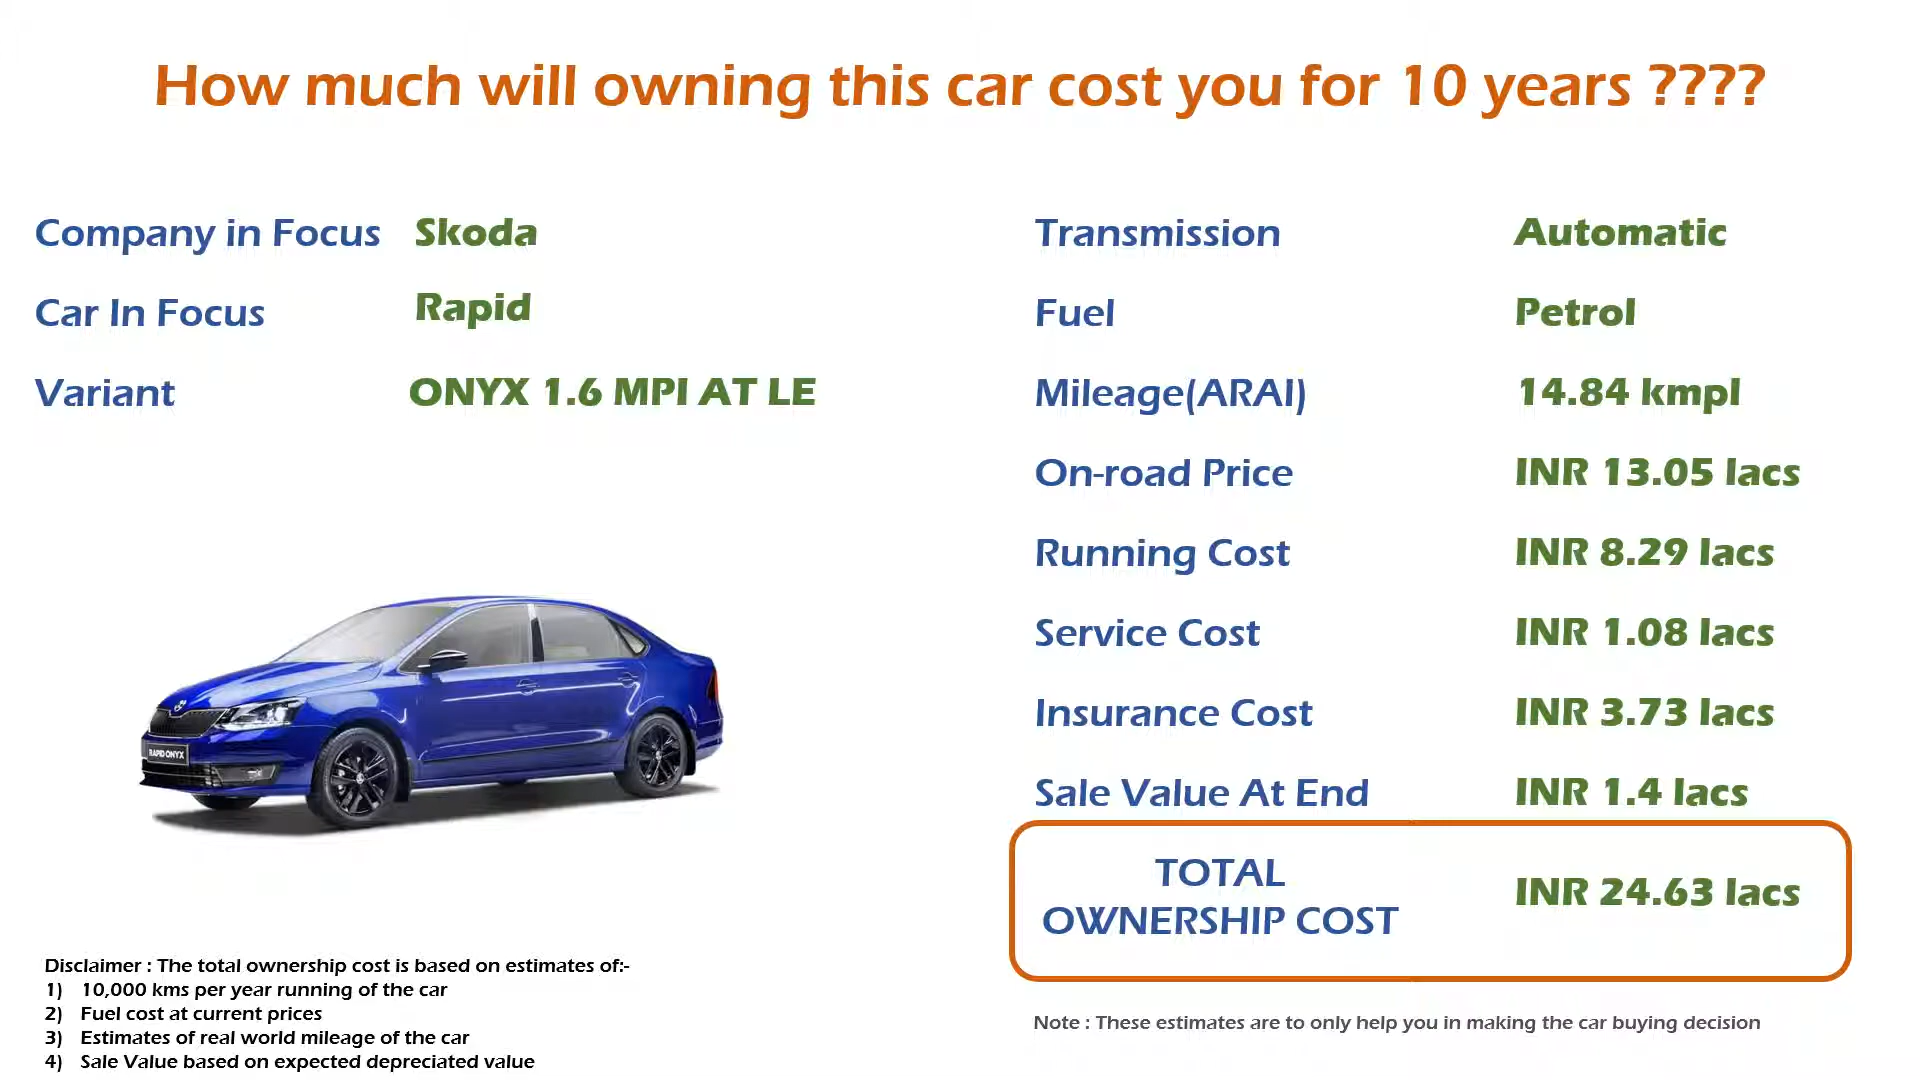 How much will owning this car cost you for 10 years ????
Company in Focus Skoda
Car In Focus Rapid
Variant ONYX 1.6 MPI AT LE
Transmission Automatic
Fuel Petrol
Mileage(ARAI) 14.84 kmpl
On-road Price INR 13.05 lacs
Running Cost INR 8.29 lacs
Service Cost INR 1.08 lacs
Insurance Cost INR 3.73 lacs
Sale Value At End INR 1.4 lacs
TOTAL
OWNERSHIP COST INR 24.63 lacs
RAPID ONYX
Disclaimer : The total ownership cost is based on estimates of:-
1) 10,000 kms per year running of the car
2) Fuel cost at current prices
3) Estimates of real world mileage of the car
4) Sale Value based on expected depreciated value
Note : These estimates are to only help you in making the car buying decision